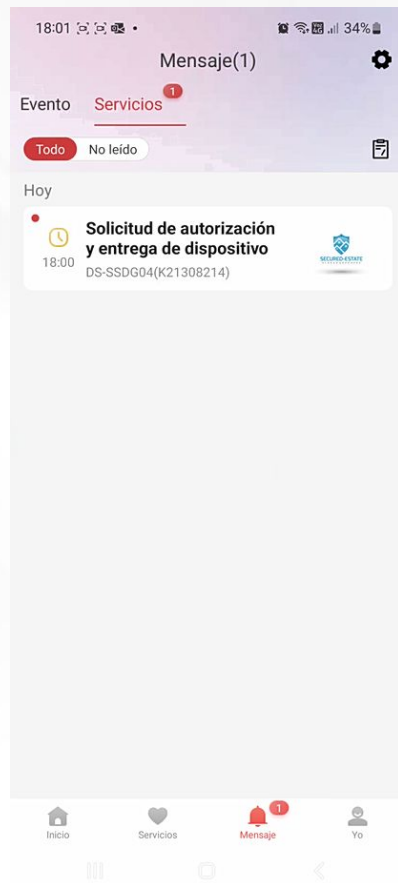 18:01
34%
Mensaje(1)
Evento
Servicios
1
Todo
No leído
Hoy
Solicitud de autorización
y entrega de dispositivo
18:00
DS-SSDG04(K21308214)
SECURED-ESTATE
1
Inicio
Servicios
Mensaje
Yo